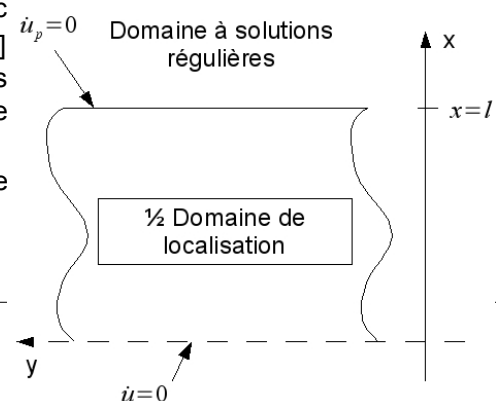 c
u̇ₚ=0
Domaine à solutions
régulières
]
s
e
e
x
x=l
½ Domaine de
localisation
y
u̇=0